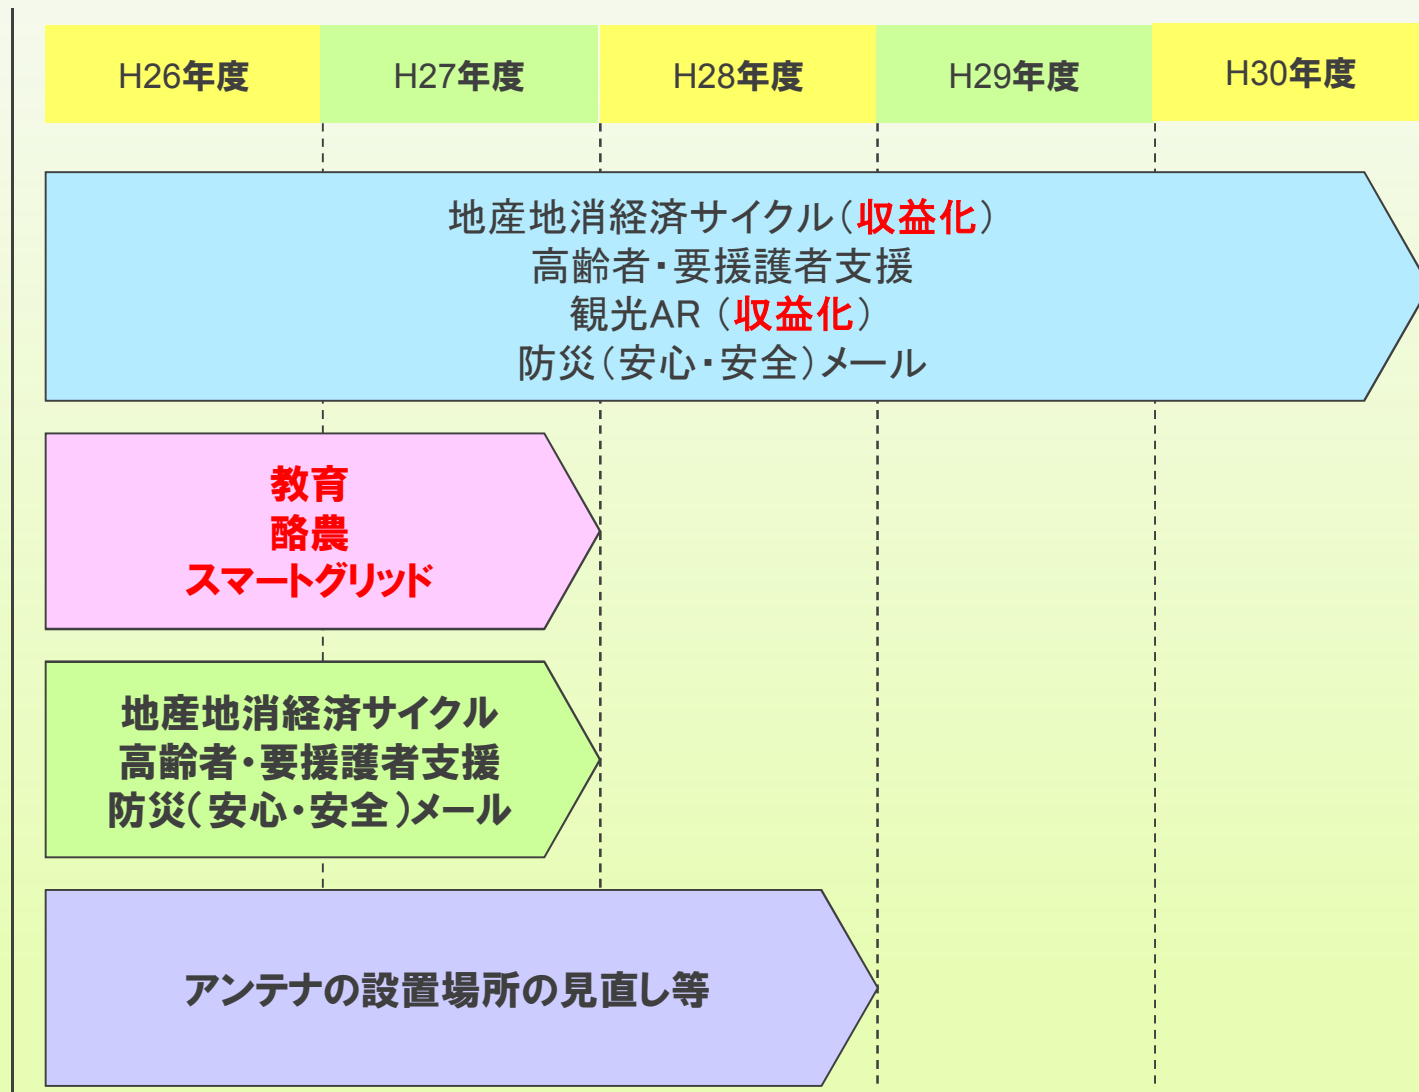 H26年度
H27年度
H28年度
H29年度
H30年度
地産地消経済サイクル（収益化）
高齢者・要援護者支援
観光AR（収益化）
防災（安心・安全）メール
教育
酪農
スマートグリッド
地産地消経済サイクル
高齢者・要援護者支援
防災（安心・安全）メール
アンテナの設置場所の見直し等